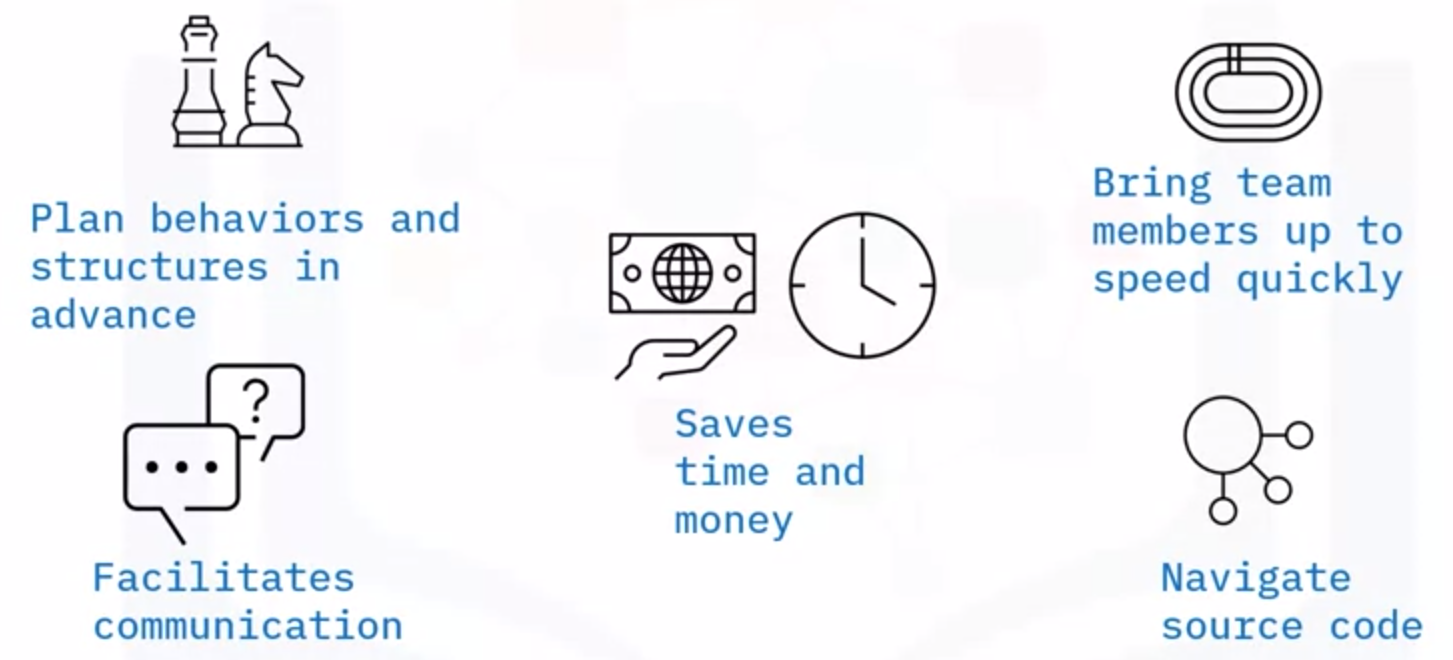 Plan behaviors and
structures in
advance
?
Facilitates
communication
Saves
time and
money
Bring team
members up to
speed quickly
Navigate
source code